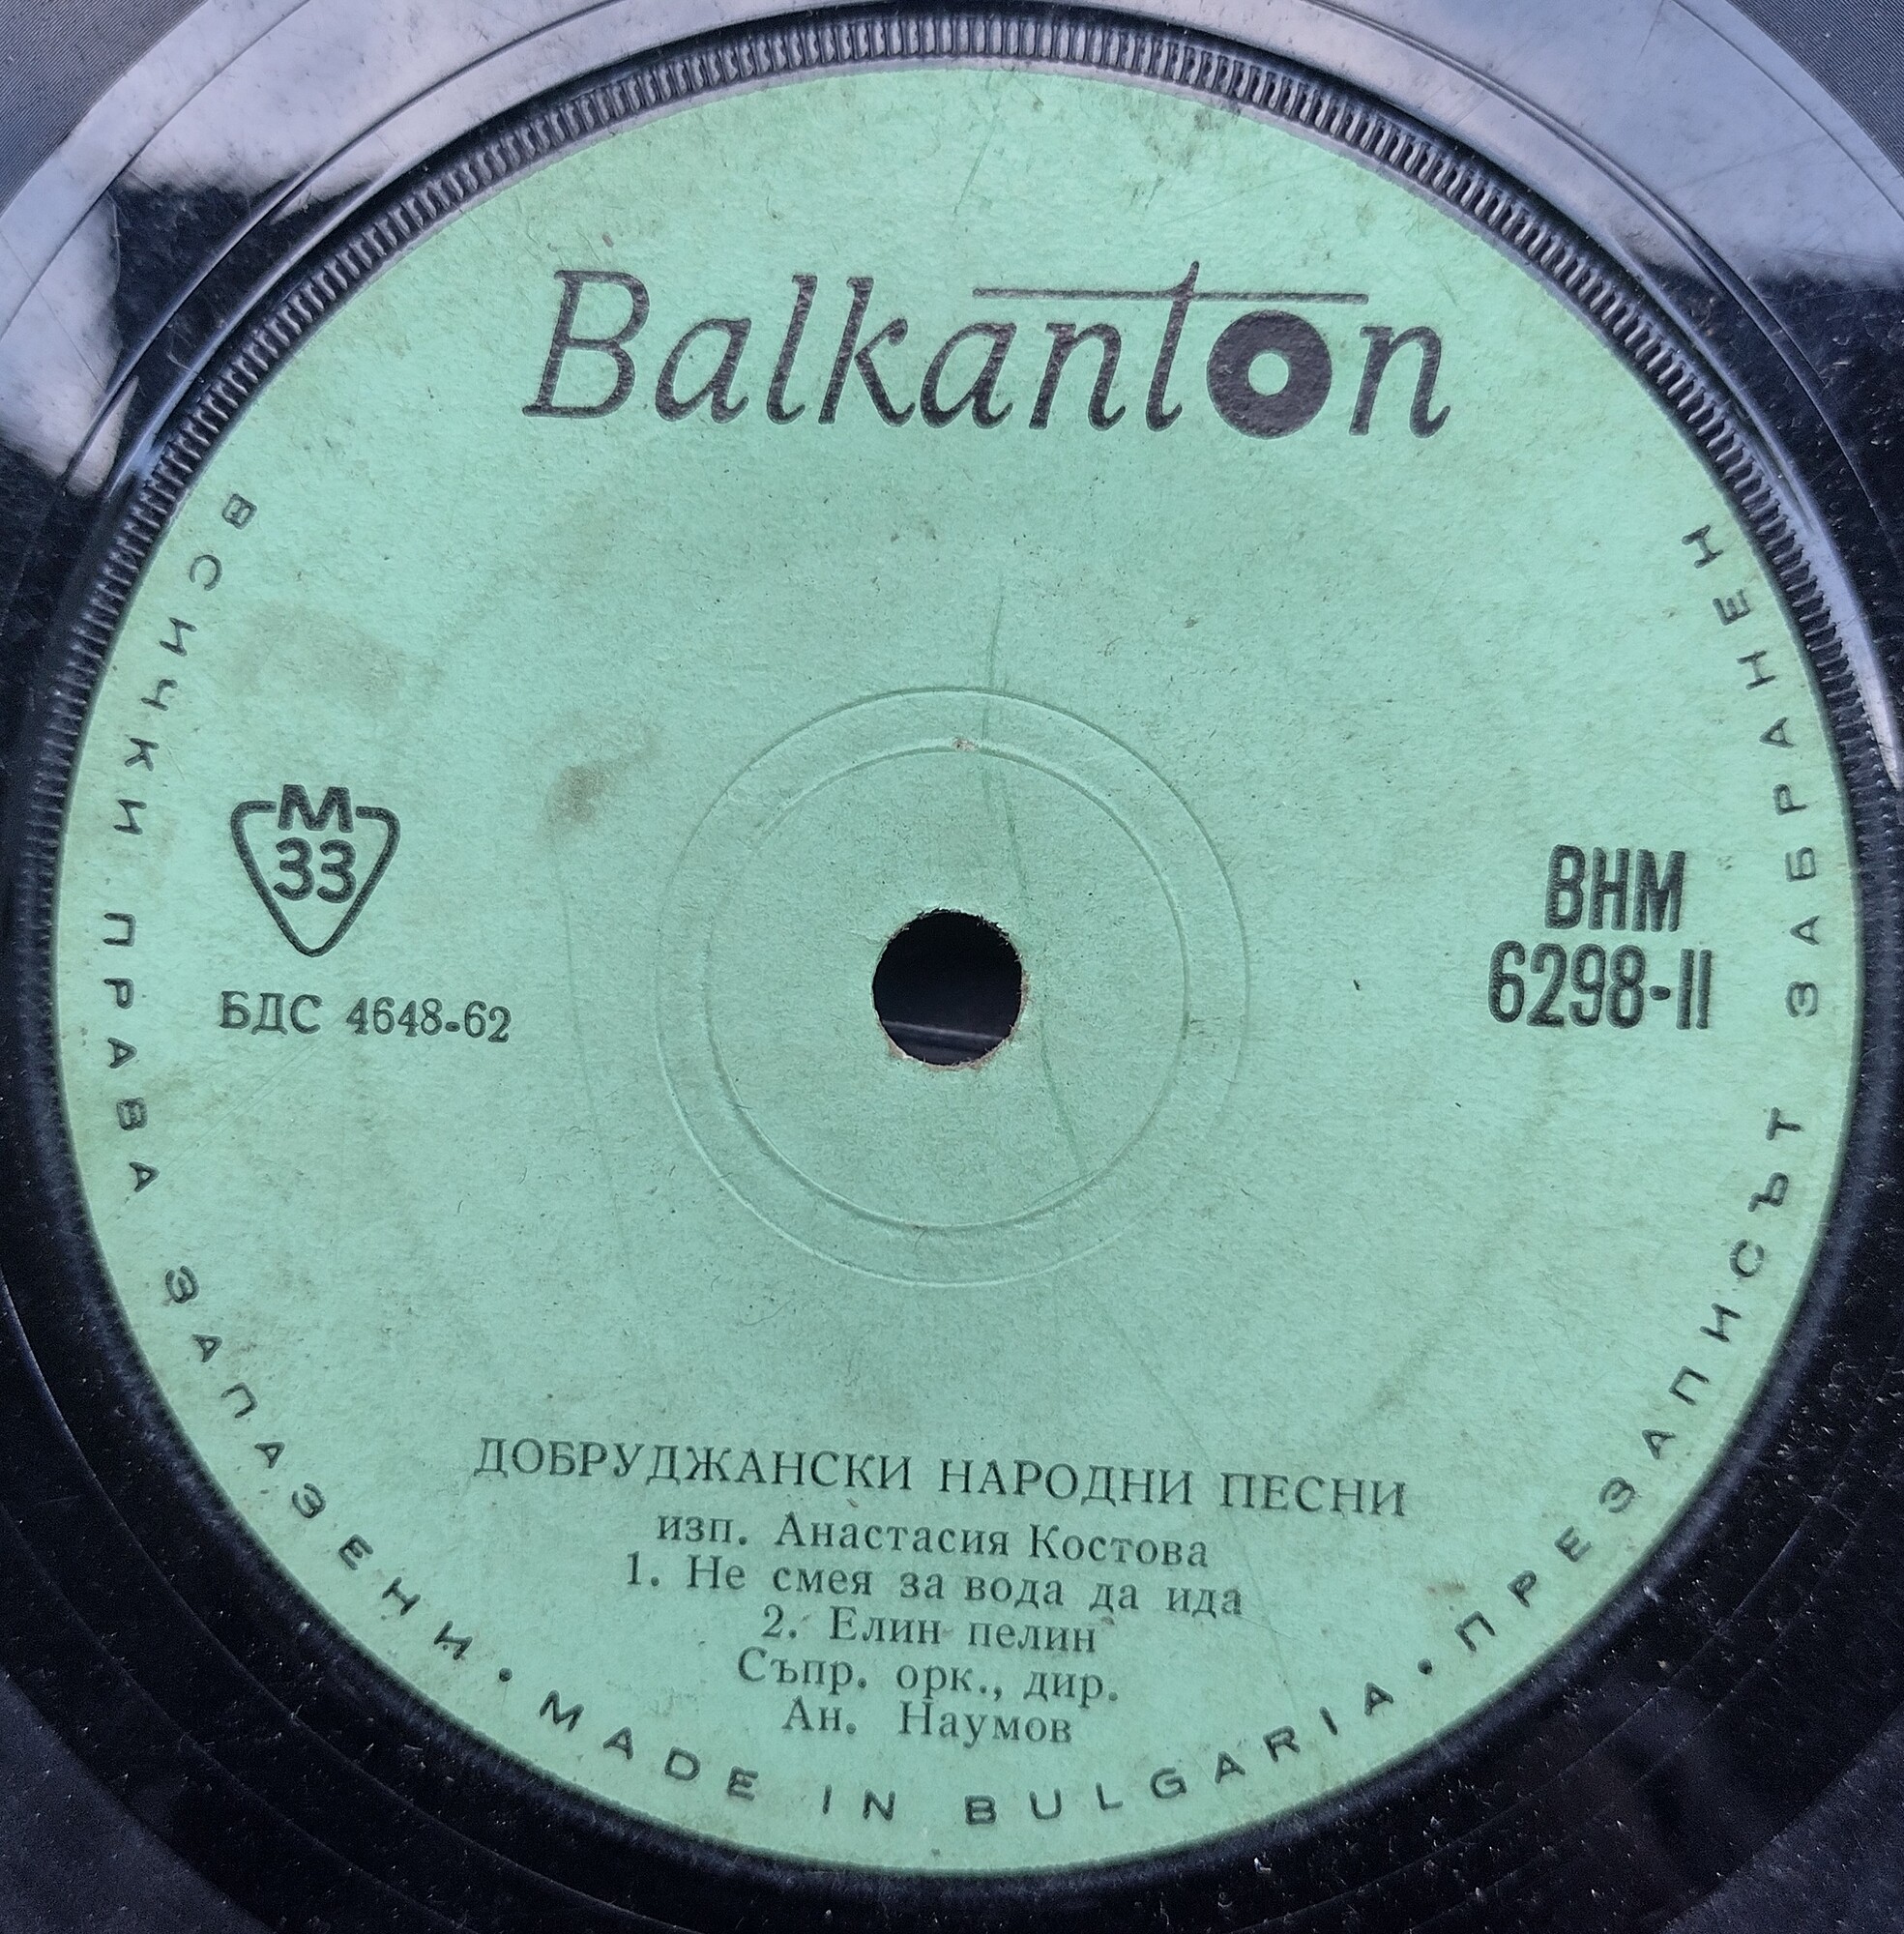 Balkanton
М
33
БДС 4648-62
ВНМ
6298-II
ДОБРУДЖАНСКИ НАРОДНИ ПЕСНИ
изп. Анастасия Костова
1. Не смея за вода да ида
2. Елин пелин
Съпр. орк., дир.
Ан. Наумов
ВСИЧКИ ПРАВА ЗАПАЗЕНИ • MADE IN BULGARIA • ПРЕЗАПИСЪТ ЗАБРАНЕН